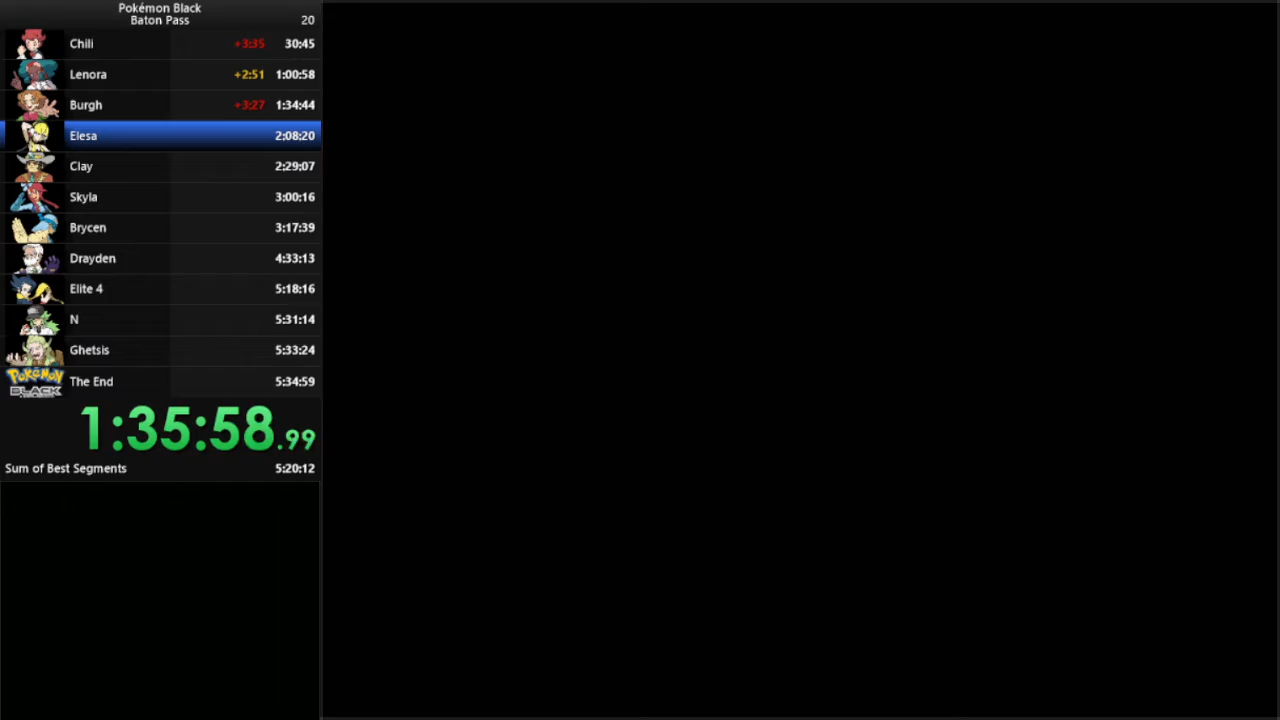 Pokémon Black
Baton Pass 20
Chili +3:35 30:45
Lenora +2:51 1:00:58
Burgh +3:27 1:34:44
Elesa 2:08:20
Clay 2:29:07
Skyla 3:00:16
Brycen 3:17:39
Drayden 4:33:13
Elite 4 5:18:16
N 5:31:14
Ghetsis 5:33:24
POKéMON BLACK The End 5:34:59
1:35:58.99
Sum of Best Segments 5:20:12